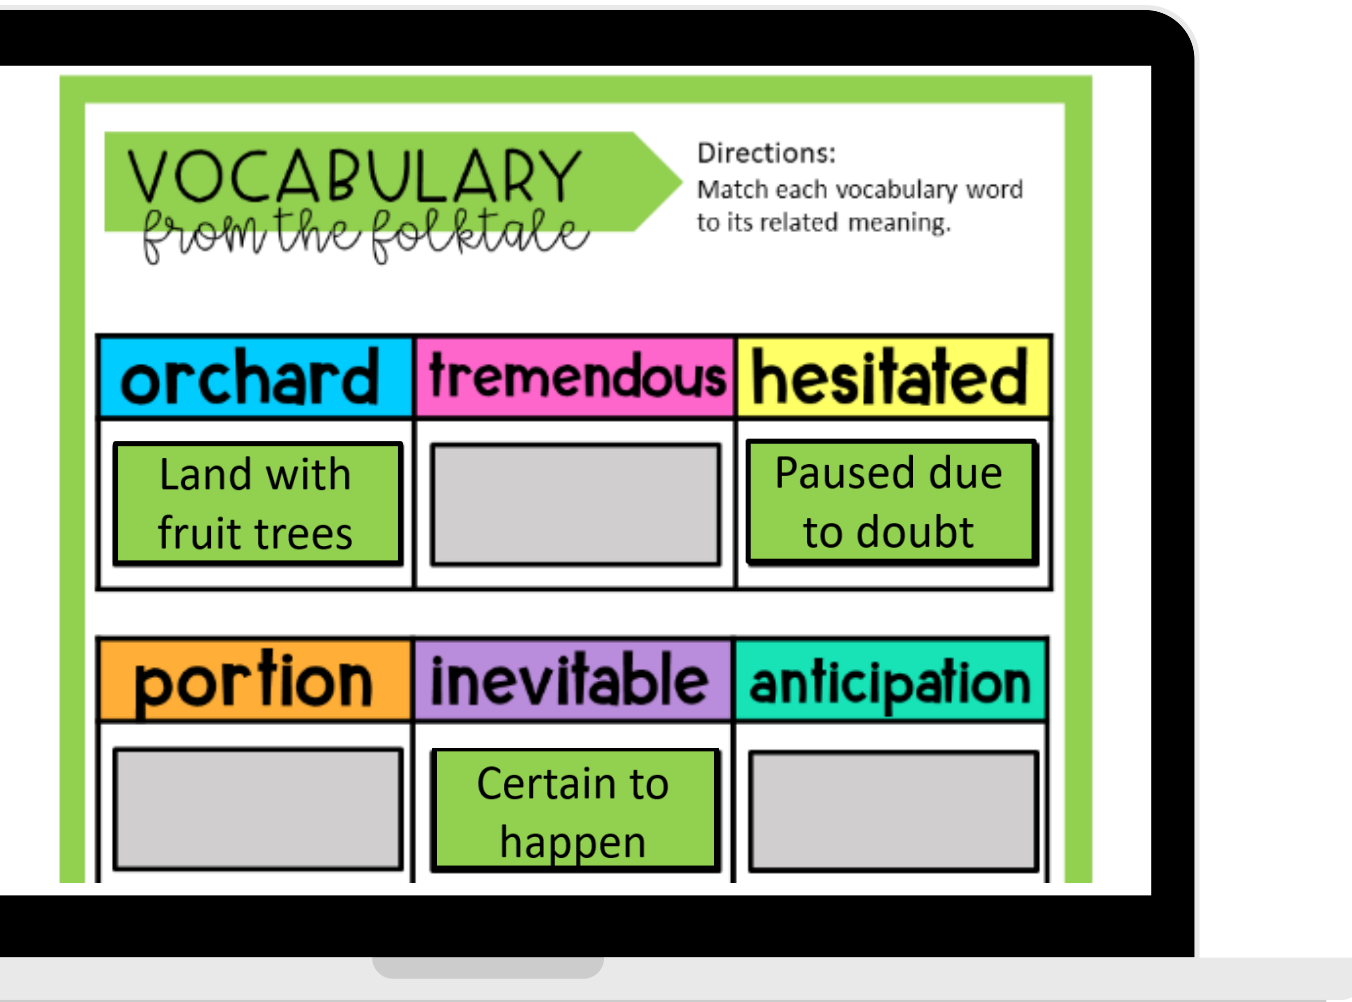 VOCABULARY
from the folktale
Directions:
Match each vocabulary word
to its related meaning.
orchard
tremendous
hesitated
Land with
fruit trees
Paused due
to doubt
portion
inevitable
anticipation
Certain to
happen